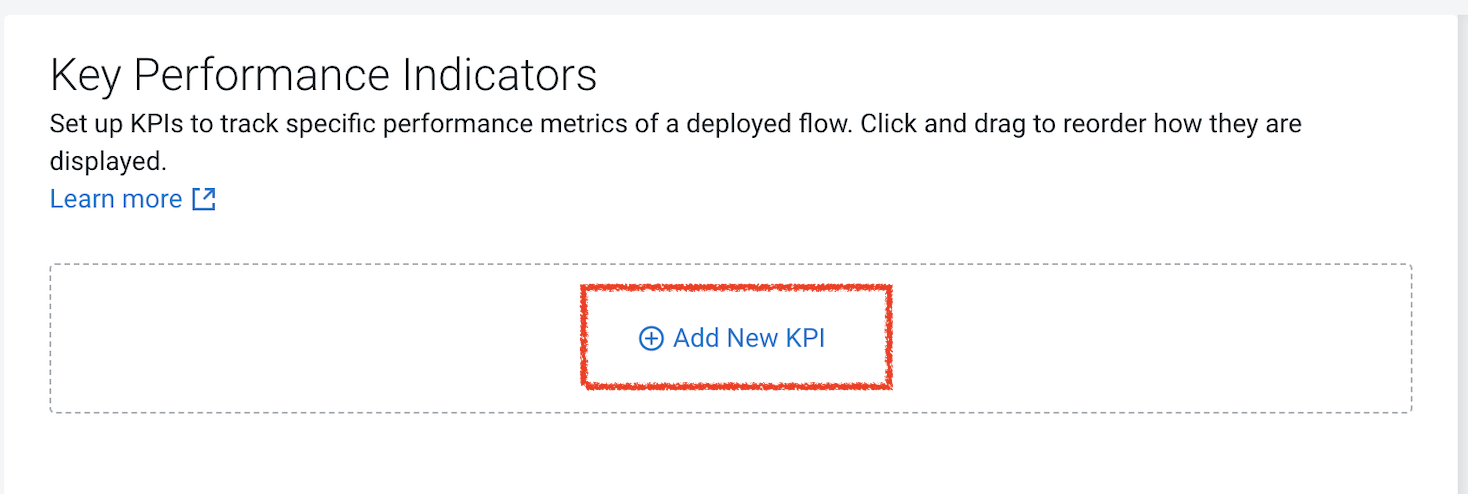 Key Performance Indicators
Set up KPIs to track specific performance metrics of a deployed flow. Click and drag to reorder how they are
displayed.
Learn more
Add New KPI